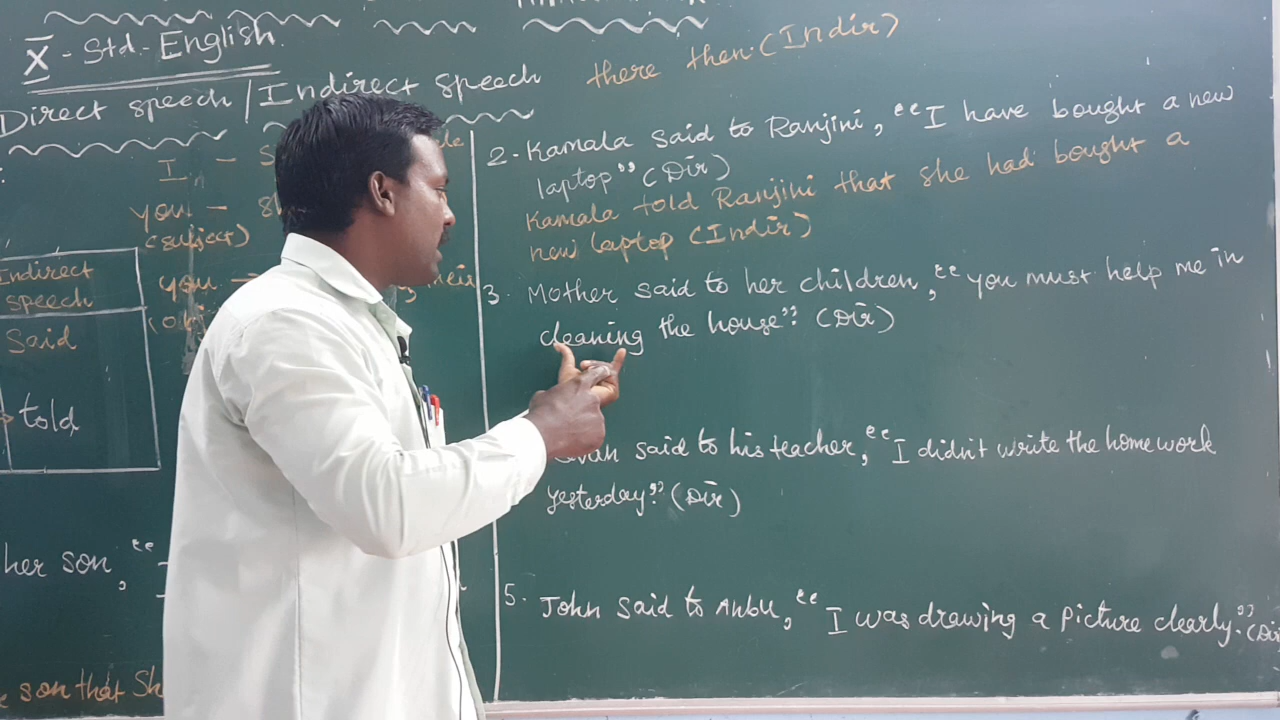 X - Std - English
Direct speech / Indirect speech
there then (Indir)
I - S
you -
(subject)
you -
Indirect
speech
Said
told
her son, "
son that Sh
2. Kamala said to Ranjini, "I have bought a new
laptop" (Dir)
Kamala told Ranjini that she had bought a
new laptop (Indir)
3. Mother said to her children, "you must help me in
cleaning the house". (Dir)
said to his teacher, "I didn't write the homework
yesterday." (Dir)
5. John said to Anbu, "I was drawing a picture clearly." (Dir